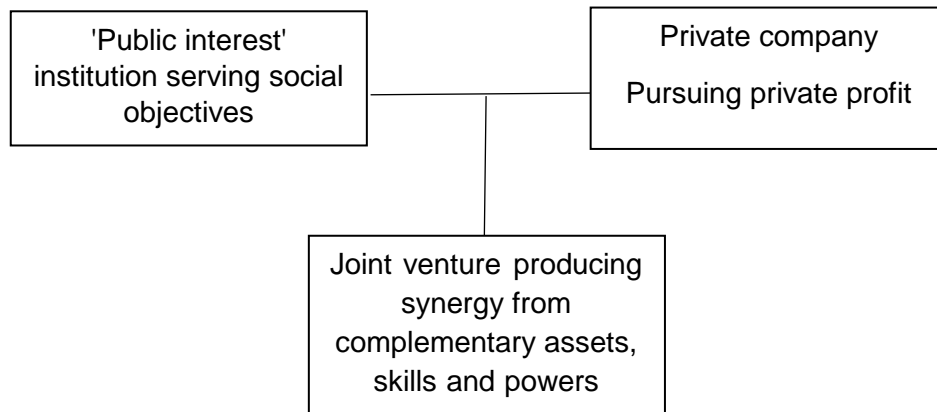 'Public interest'
institution serving social
objectives
Private company
Pursuing private profit
Joint venture producing
synergy from
complementary assets,
skills and powers